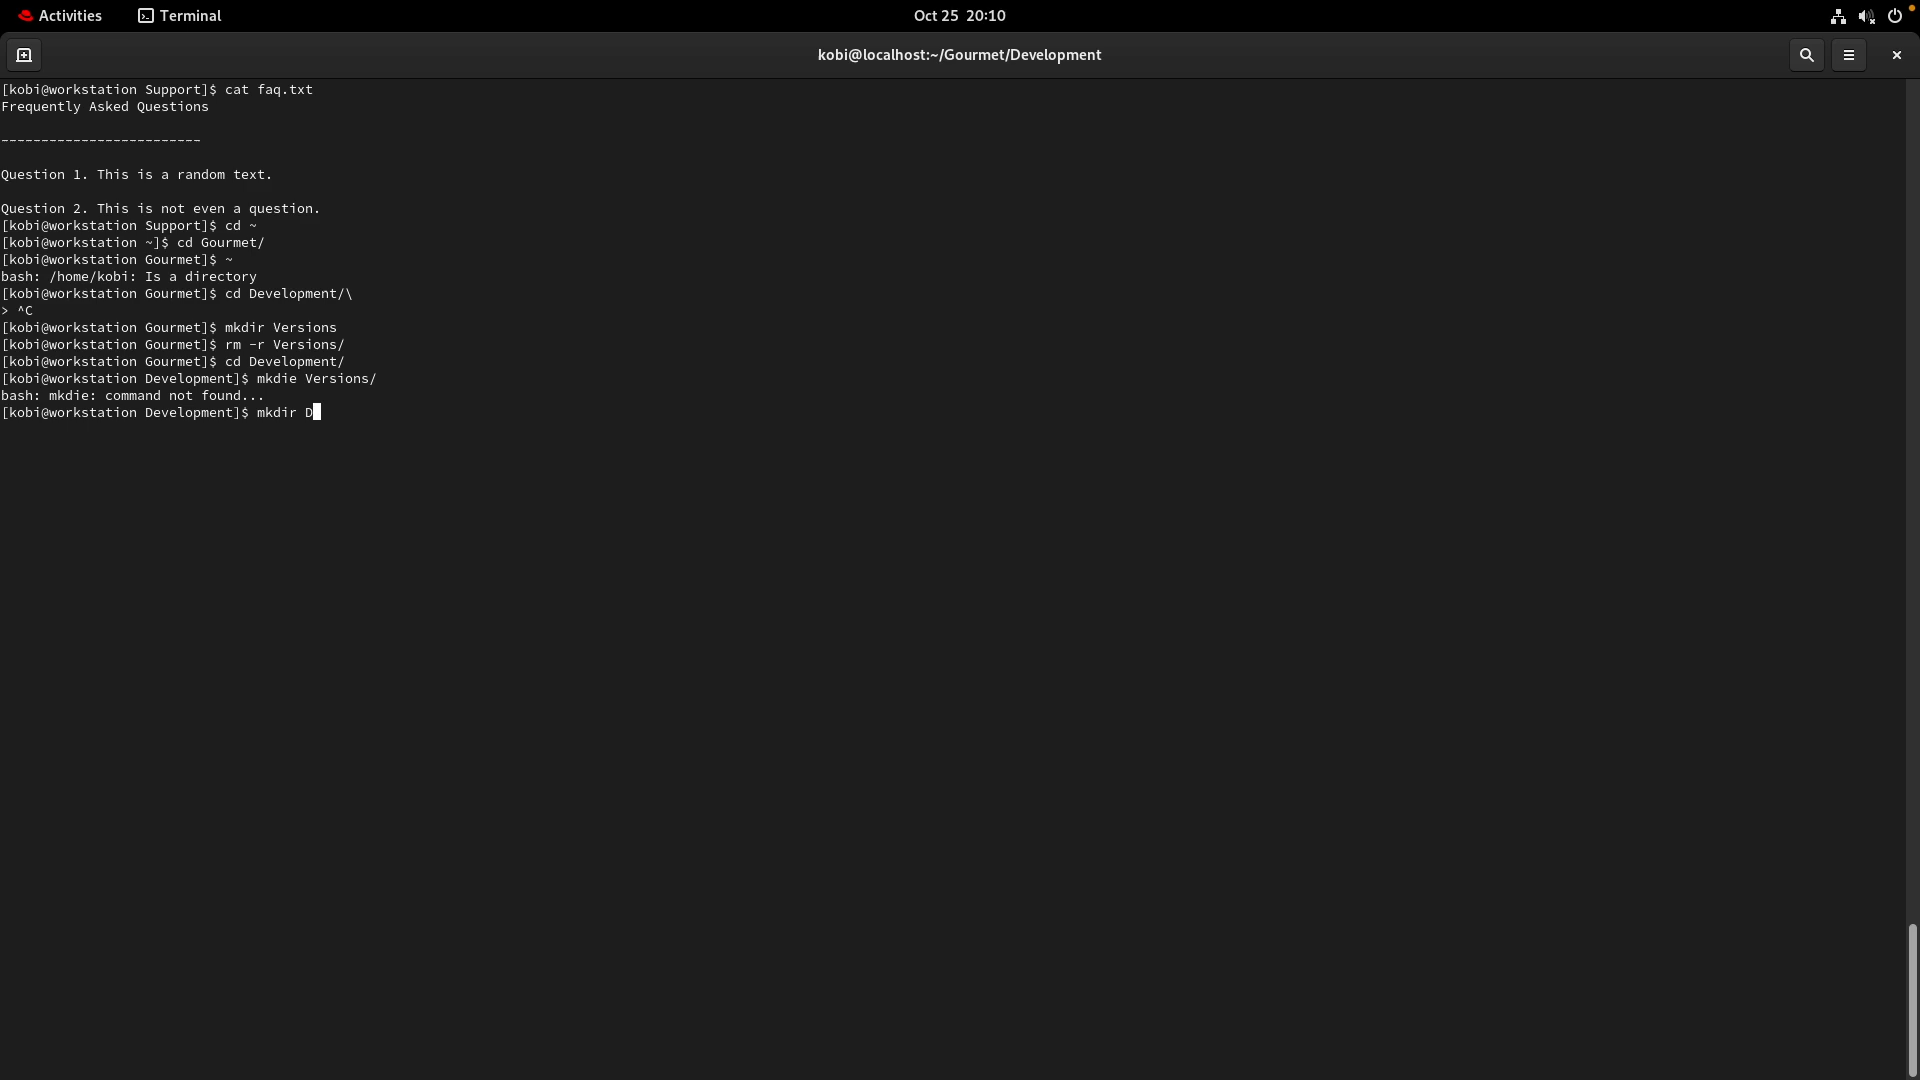 Activities Terminal Oct 25 20:10
kobi@localhost:~/Gourmet/Development
[kobi@workstation Support]$ cat faq.txt
Frequently Asked Questions
-------------------------
Question 1. This is a random text.
Question 2. This is not even a question.
[kobi@workstation Support]$ cd ~
[kobi@workstation ~]$ cd Gourmet/
[kobi@workstation Gourmet]$ ~
bash: /home/kobi: Is a directory
[kobi@workstation Gourmet]$ cd Development/\
> ^C
[kobi@workstation Gourmet]$ mkdir Versions
[kobi@workstation Gourmet]$ rm -r Versions/
[kobi@workstation Gourmet]$ cd Development/
[kobi@workstation Development]$ mkdie Versions/
bash: mkdie: command not found...
[kobi@workstation Development]$ mkdir D